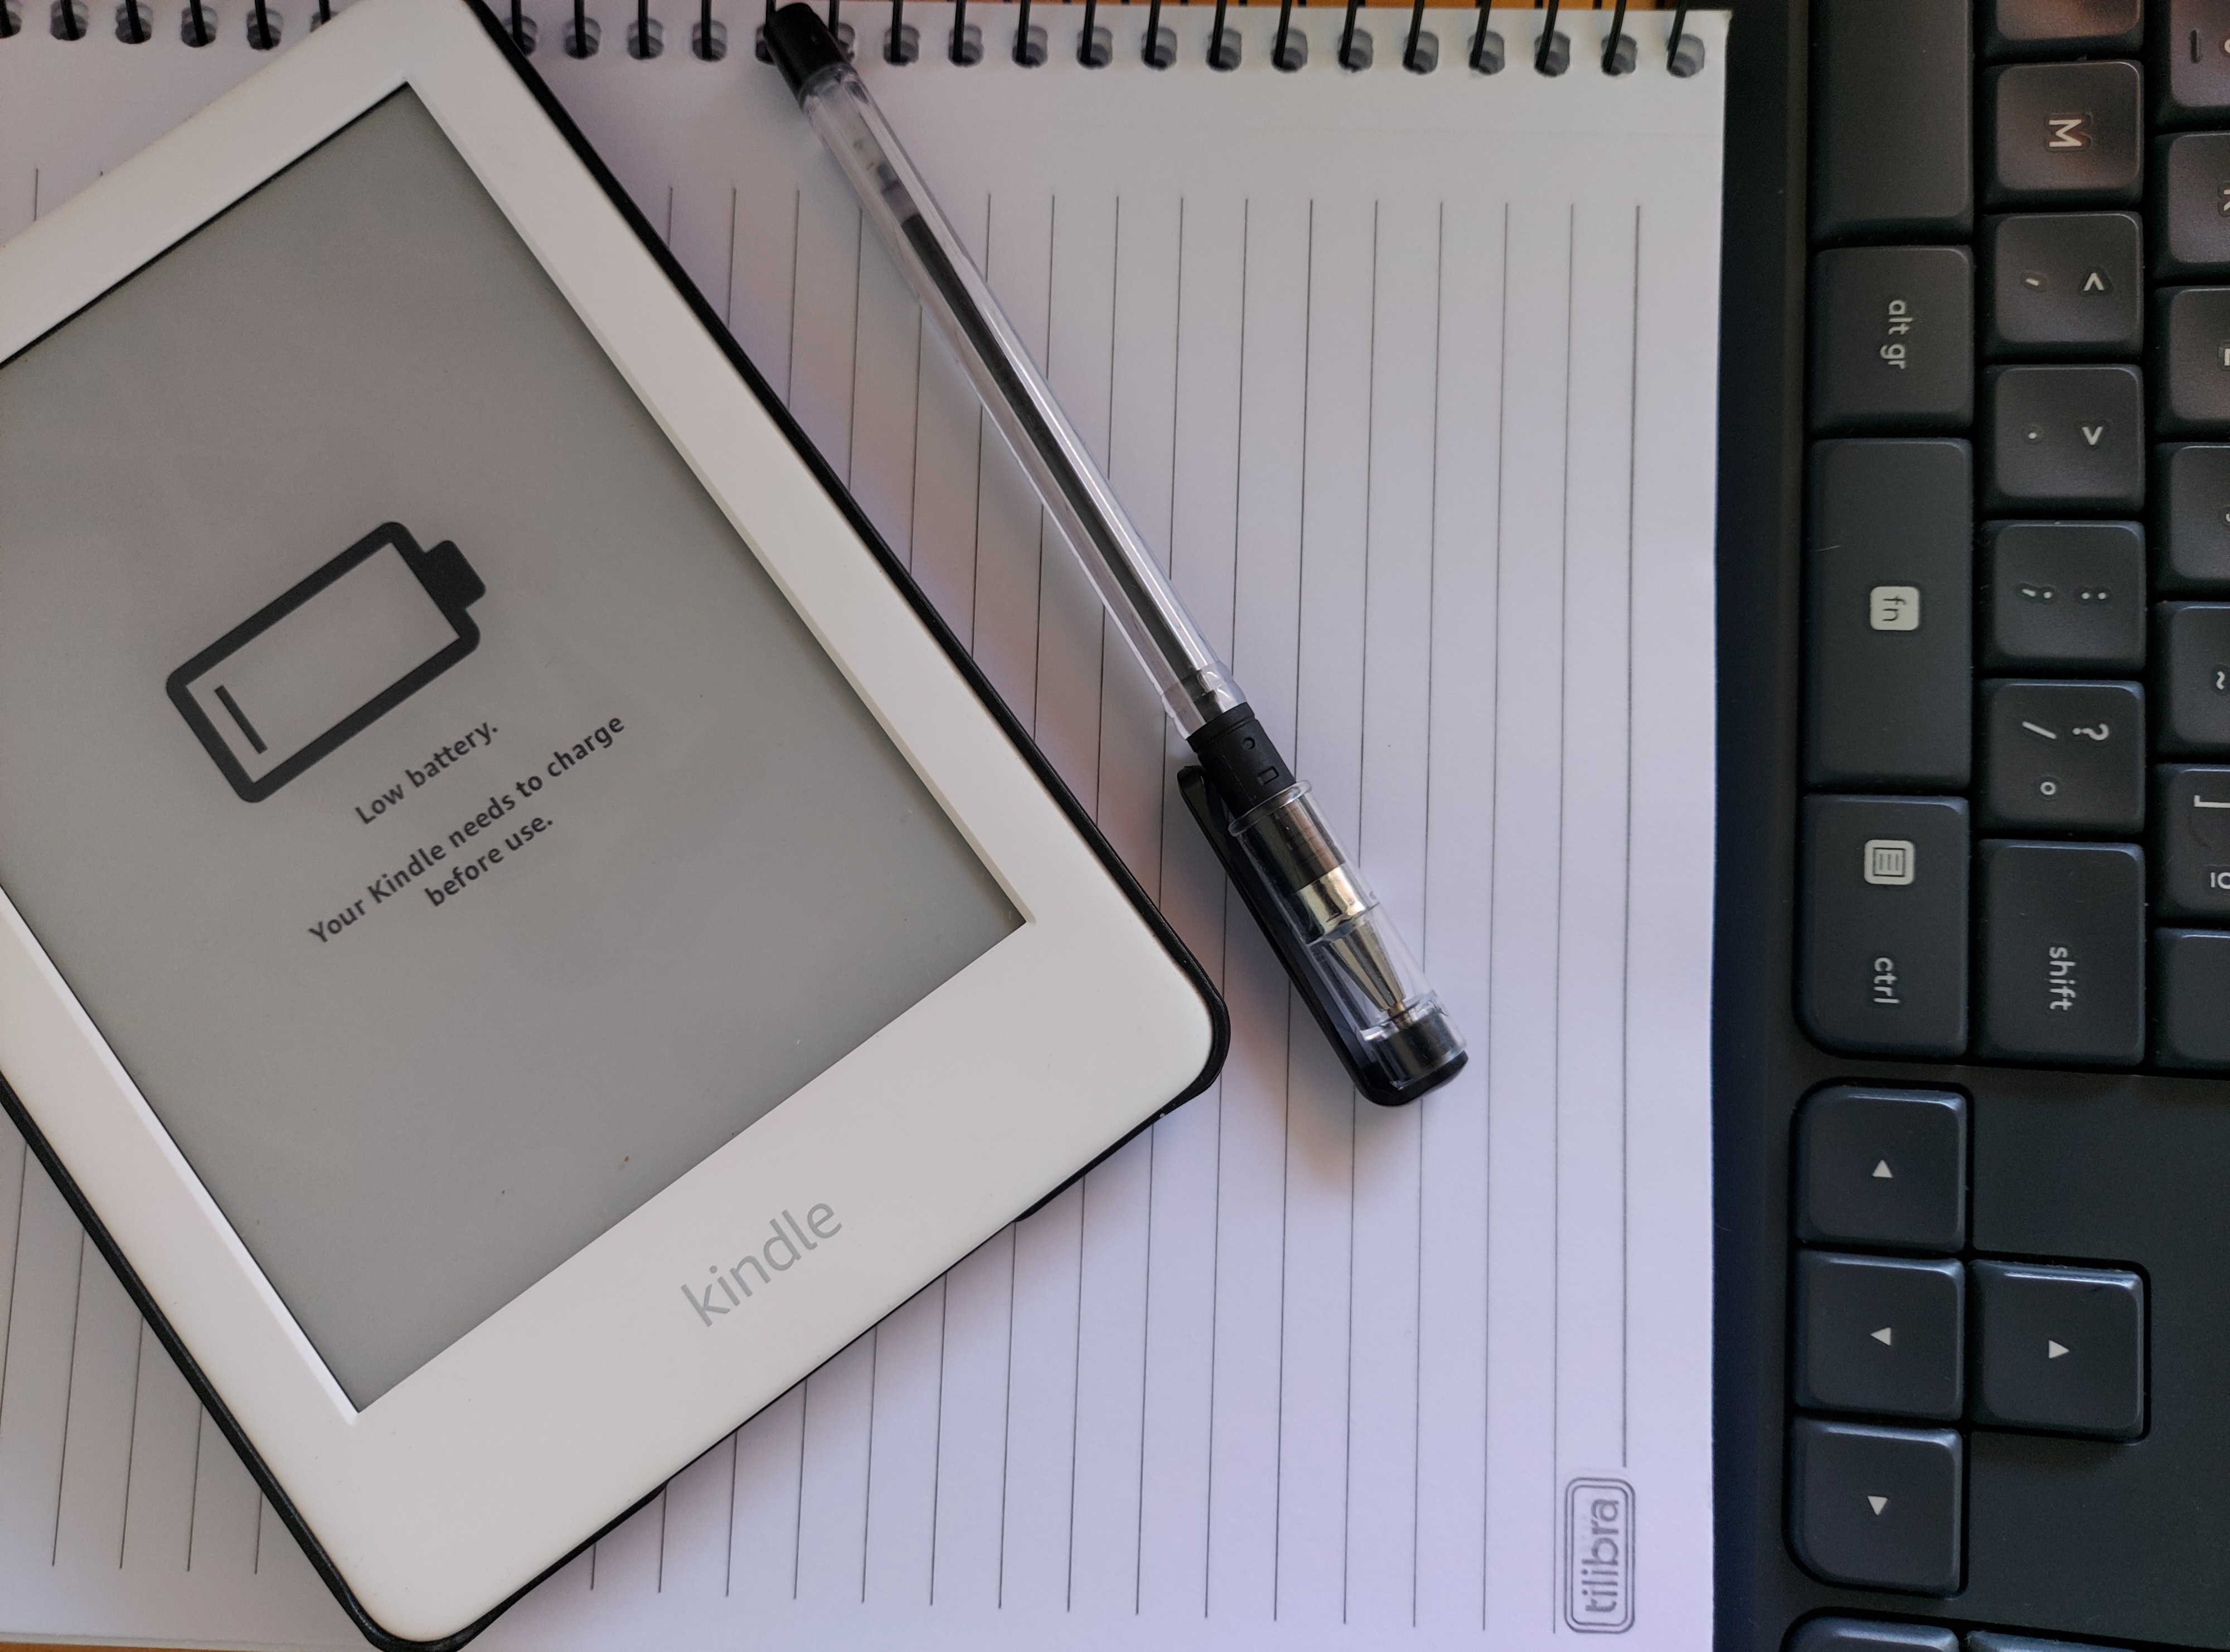 Low battery.
Your Kindle needs to charge
before use.
kindle
tilibra
M
< ,
> .
: ;
? / °
shift
alt gr
fn
ctrl